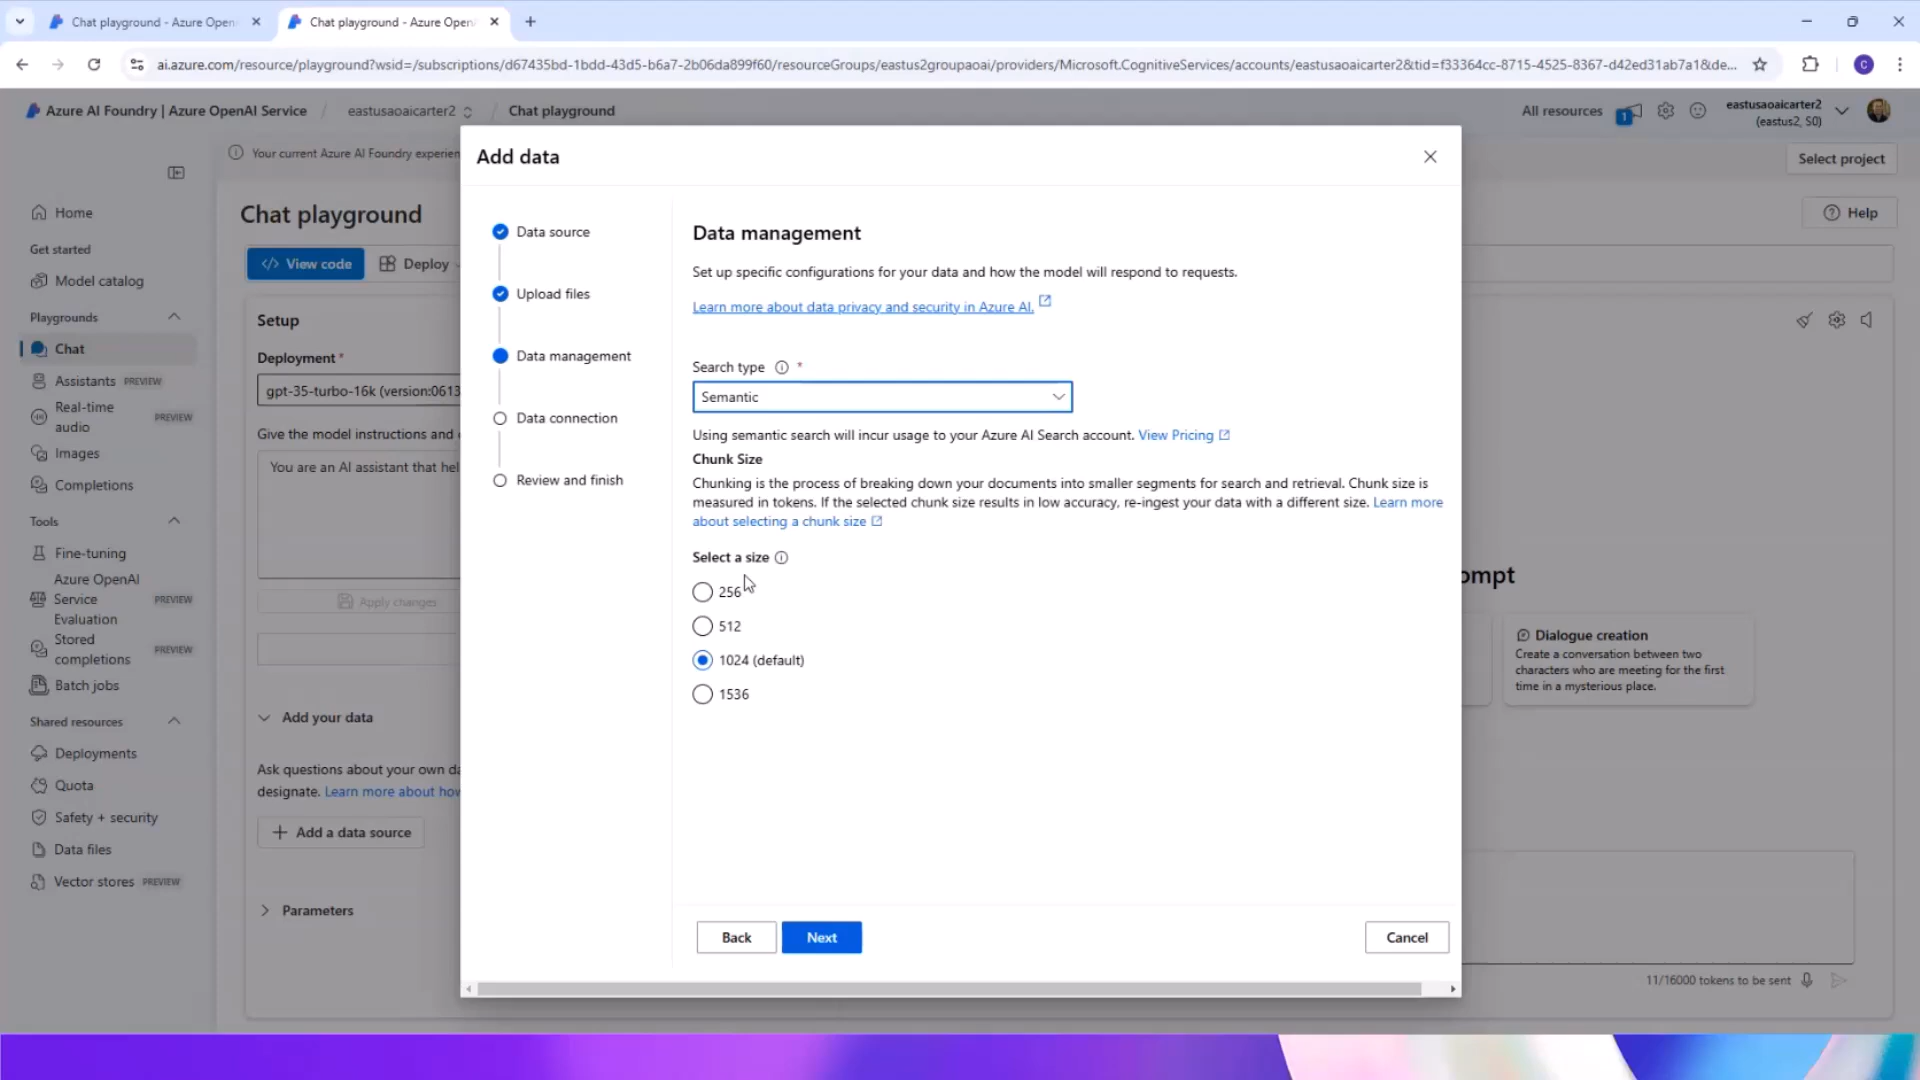 Chat playground - Azure Open
Chat playground - Azure Open
ai.azure.com/resource/playground?wsid=/subscriptions/d67435bd-1bdd-43d5-b6a7-2b06da899f60/resourceGroups/eastus2groupaoai/providers/Microsoft.CognitiveServices/accounts/eastusaoaicarter2&tid=f33364cc-8715-4525-8367-d42ed31ab7a1&de...
C
Azure AI Foundry | Azure OpenAI Service / eastusaoaicarter2 / Chat playground
All resources
1
eastusaoaicarter2
(eastus2, S0)
Your current Azure AI Foundry experien
Select project
Home
Get started
Model catalog
Playgrounds
Chat
Assistants PREVIEW
Real-time audio PREVIEW
Images
Completions
Tools
Fine-tuning
Azure OpenAI
Service PREVIEW
Evaluation
Stored
completions PREVIEW
Batch jobs
Shared resources
Deployments
Quota
Safety + security
Data files
Vector stores PREVIEW
Chat playground
Help
View code
Deploy
Setup
Deployment *
gpt-35-turbo-16k (version:0613
Give the model instructions and
You are an AI assistant that hel
Apply changes
Add your data
Ask questions about your own da
designate. Learn more about how
Add a data source
Parameters
Add data
Data source
Upload files
Data management
Data connection
Review and finish
Data management
Set up specific configurations for your data and how the model will respond to requests.
Learn more about data privacy and security in Azure AI.
Search type *
Semantic
Using semantic search will incur usage to your Azure AI Search account. View Pricing
Chunk Size
Chunking is the process of breaking down your documents into smaller segments for search and retrieval. Chunk size is
measured in tokens. If the selected chunk size results in low accuracy, re-ingest your data with a different size. Learn more
about selecting a chunk size
Select a size
256
512
1024 (default)
1536
Back
Next
Cancel
ompt
Dialogue creation
Create a conversation between two
characters who are meeting for the first
time in a mysterious place.
11/16000 tokens to be sent